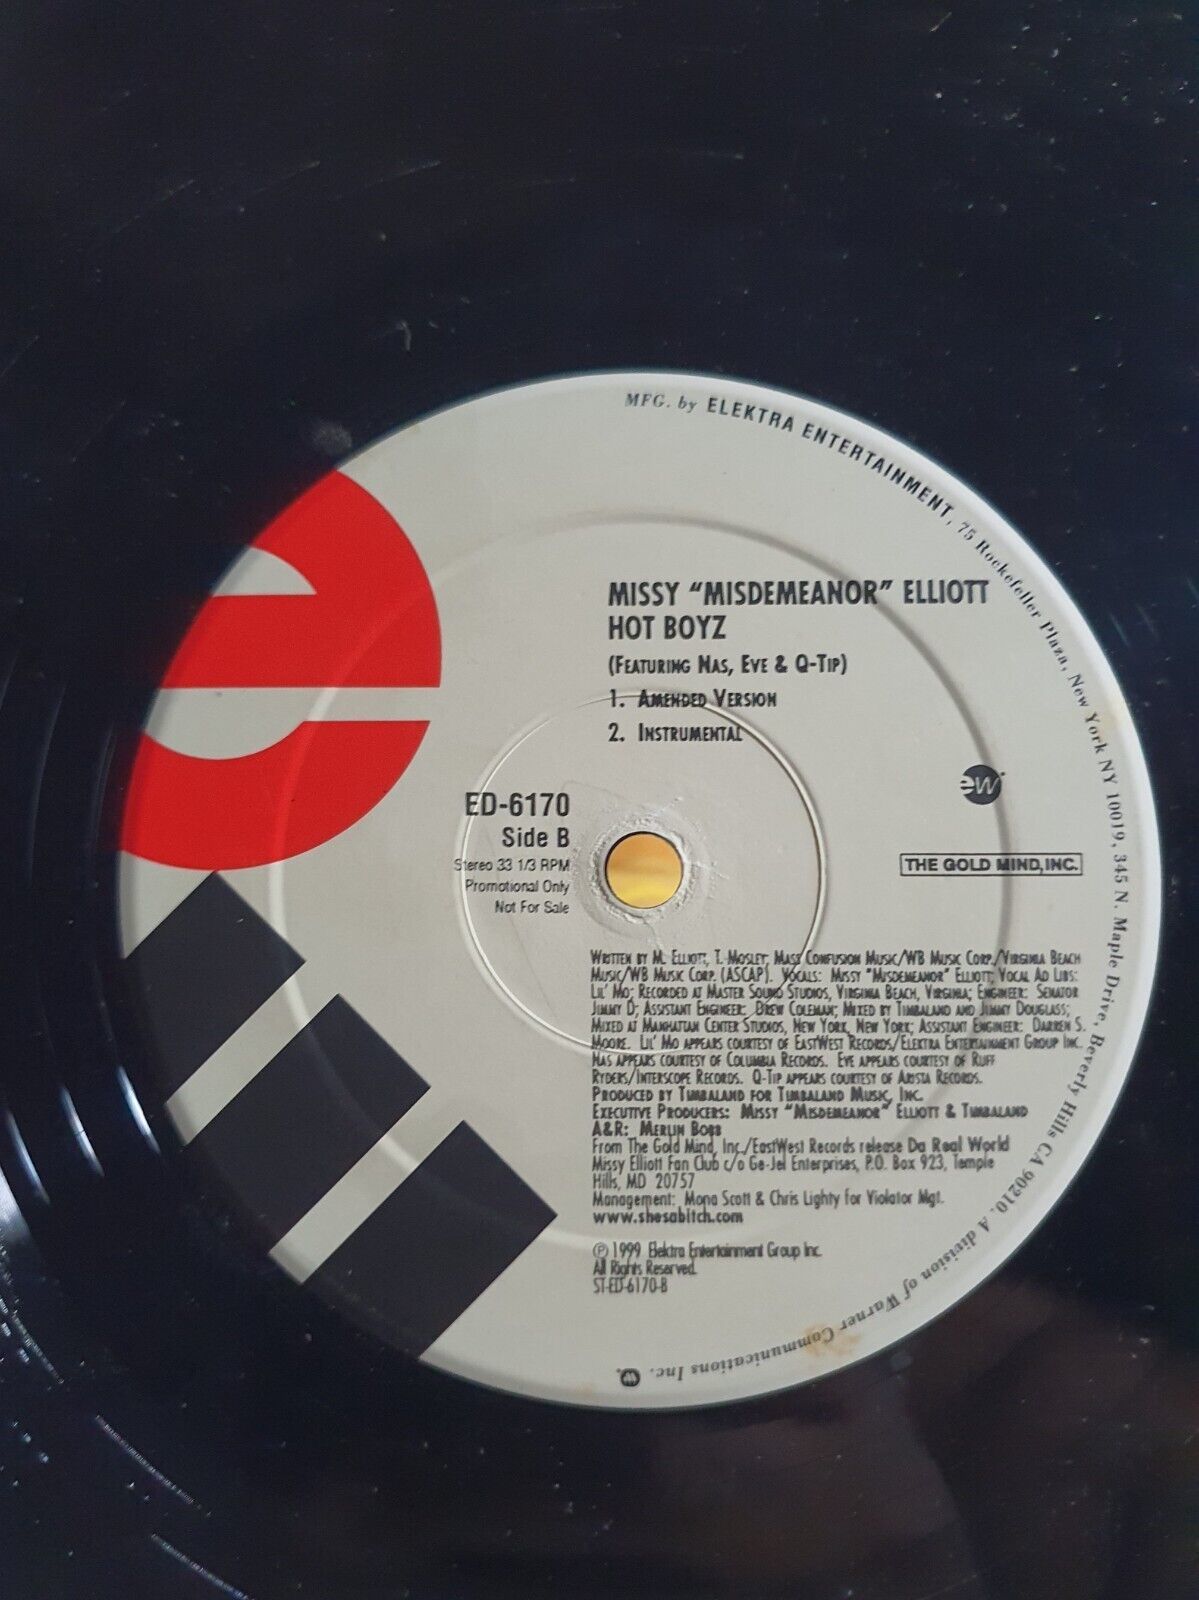 MFG. by ELEKTRA ENTERTAINMENT, 75 Rockefeller Plaza, New York NY 10019, 345 N. Maple Drive, Beverly Hills CA 90210. A division of Warner Communications Inc.
MISSY “MISDEMEANOR” ELLIOTT
HOT BOYZ
(FEATURING NAS, EVE & Q-TIP)
1. AMENDED VERSION
2. INSTRUMENTAL
ew
ED-6170
Side B
Stereo 33 1/3 RPM
Promotional Only
Not For Sale
THE GOLD MIND, INC.
WRITTEN BY M. ELLIOTT, T. MOSLEY, MASS CONFUSION MUSIC/WB MUSIC CORP./VIRGINIA BEACH
MUSIC/WB MUSIC CORP. (ASCAP). VOCALS: MISSY "MISDEMEANOR" ELLIOTT; VOCAL AD LIBS:
LIL' MO; RECORDED AT MASTER SOUND STUDIOS, VIRGINIA BEACH, VIRGINIA; ENGINEER: SENATOR
JIMMY D; ASSISTANT ENGINEER: DREW COLEMAN; MIXED BY TIMBALAND AND JIMMY DOUGLASS;
MIXED AT MANHATTAN CENTER STUDIOS, NEW YORK, NEW YORK; ASSISTANT ENGINEER: DARREN S.
MOORE. LIL' MO APPEARS COURTESY OF EASTWEST RECORDS/ELEKTRA ENTERTAINMENT GROUP INC.
NAS APPEARS COURTESY OF COLUMBIA RECORDS. EVE APPEARS COURTESY OF RUFF
RYDERS/INTERSCOPE RECORDS. Q-TIP APPEARS COURTESY OF ARISTA RECORDS.
PRODUCED BY TIMBALAND FOR TIMBALAND MUSIC, INC.
EXECUTIVE PRODUCERS: MISSY "MISDEMEANOR" ELLIOTT & TIMBALAND
A&R: MERLIN BOBB
From The Gold Mind, Inc./EastWest Records release Da Real World
Missy Elliott Fan Club c/o Ge-Jel Enterprises, P.O. Box 923, Temple
Hills, MD 20757
Management: Mona Scott & Chris Lighty for Violator Mgt.
www.shesabitch.com
℗ 1999 Elektra Entertainment Group Inc.
All Rights Reserved.
ST-ED-6170-B